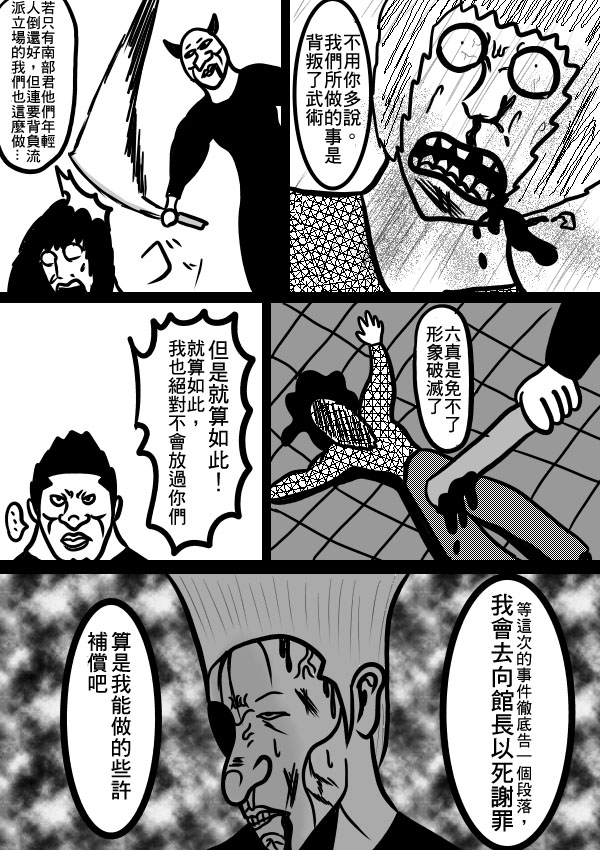 不用你多說。
我們所做的事是
背叛了武術
若只有南部君他們年輕
人倒還好，但連要背負流
派立場的我們也這麼做…
ゴッ
六真是免不了
形象破滅了
但是就算如此！
就算如此，
我也絕對不會放過你們
…
等這次的事件徹底告一個段落，
我會去向館長以死謝罪
算是我能做的些許
補償吧